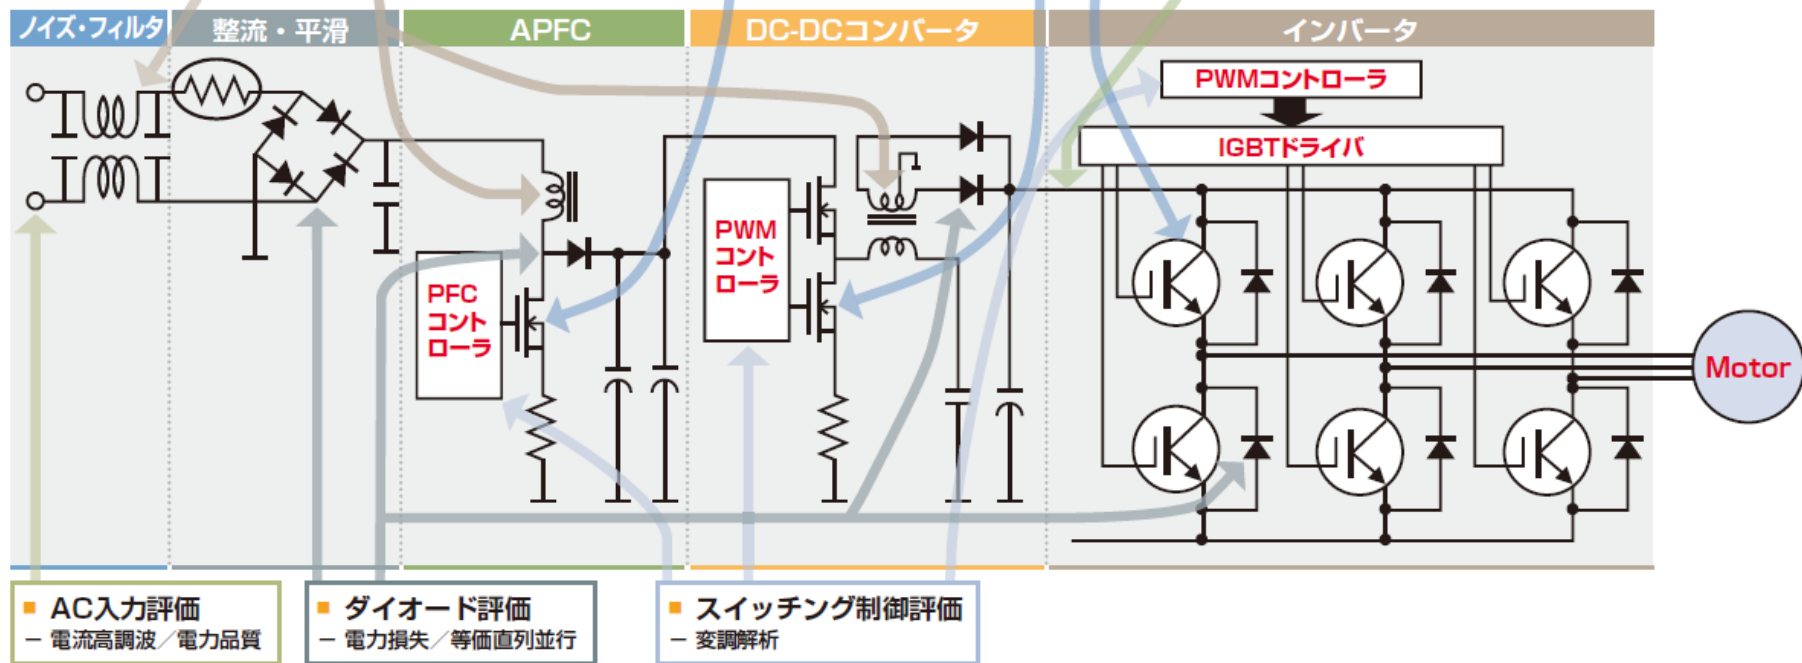 ノイズ・フィルタ
整流・平滑
APFC
DC-DCコンバータ
インバータ
PWMコントローラ
IGBTドライバ
PFC
コント
ローラ
PWM
コント
ローラ
Motor
■ AC入力評価
− 電流高調波／電力品質
■ ダイオード評価
− 電力損失／等価直列並行
■ スイッチング制御評価
− 変調解析